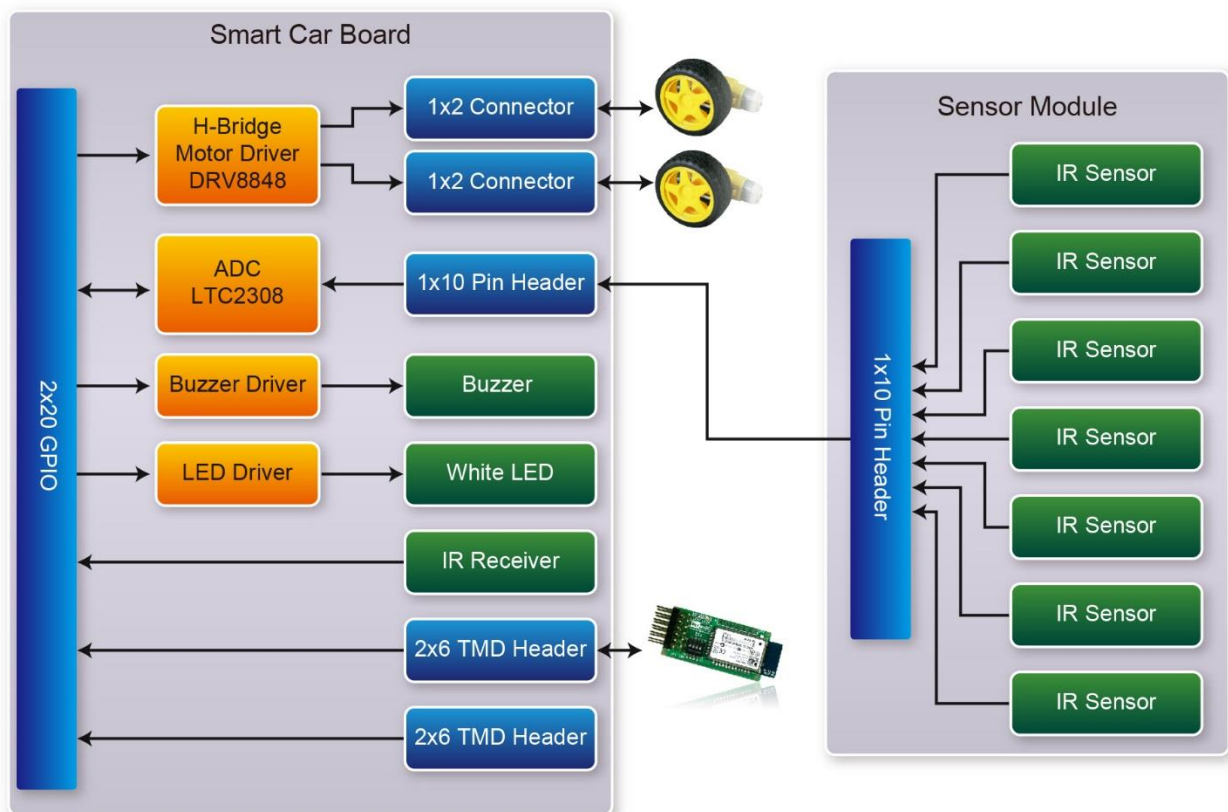 Smart Car Board
2x20 GPIO
H-Bridge
Motor Driver
DRV8848
1x2 Connector
1x2 Connector
ADC
LTC2308
1x10 Pin Header
Buzzer Driver
Buzzer
LED Driver
White LED
IR Receiver
2x6 TMD Header
2x6 TMD Header
Sensor Module
1x10 Pin Header
IR Sensor
IR Sensor
IR Sensor
IR Sensor
IR Sensor
IR Sensor
IR Sensor